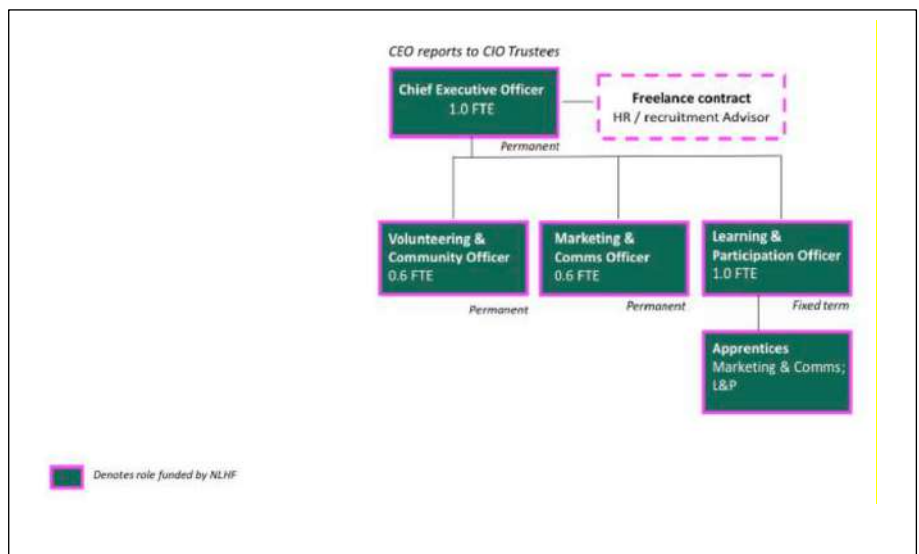 CEO reports to CIO Trustees
Chief Executive Officer
1.0 FTE
Freelance contract
HR / recruitment Advisor
Permanent
Volunteering &
Community Officer
0.6 FTE
Permanent
Marketing &
Comms Officer
0.6 FTE
Permanent
Learning &
Participation Officer
1.0 FTE
Fixed term
Apprentices
Marketing & Comms;
L&P
Denotes role funded by NLHF